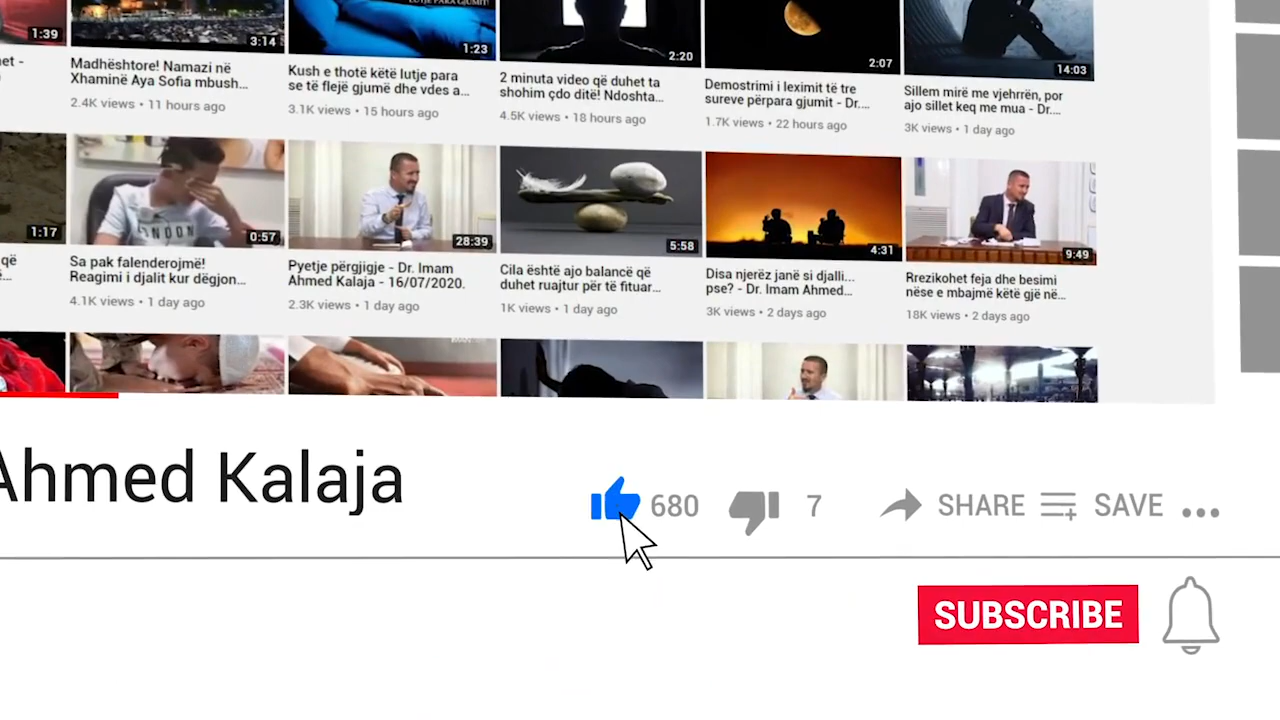 LUTJE PARA GJUMIT
1:39
3:14
1:23
2:20
2:07
14:03
et -
Madhështore! Namazi në
Xhaminë Aya Sofia mbush...
2.4K views • 11 hours ago
Kush e thotë këtë lutje para
se të flejë gjumë dhe vdes a...
3.1K views • 15 hours ago
2 minuta video që duhet ta
shohim çdo ditë! Ndoshta...
4.5K views • 18 hours ago
Demostrimi i leximit të tre
sureve përpara gjumit - Dr....
1.7K views • 22 hours ago
Sillem mirë me vjehrrën, por
ajo sillet keq me mua - Dr....
3K views • 1 day ago
1:17
0:57
28:39
5:58
4:31
9:49
që
Sa pak falenderojmë!
Reagimi i djalit kur dëgjon...
4.1K views • 1 day ago
Pyetje përgjigje - Dr. Imam
Ahmed Kalaja - 16/07/2020.
2.3K views • 1 day ago
Cila është ajo balancë që
duhet ruajtur për të fituar...
1K views • 1 day ago
Disa njerëz janë si djalli...
pse? - Dr. Imam Ahmed...
3K views • 2 days ago
Rrezikohet feja dhe besimi
nëse e mbajmë këtë gjë në...
18K views • 2 days ago
Ahmed Kalaja
680
7
SHARE
SAVE
SUBSCRIBE